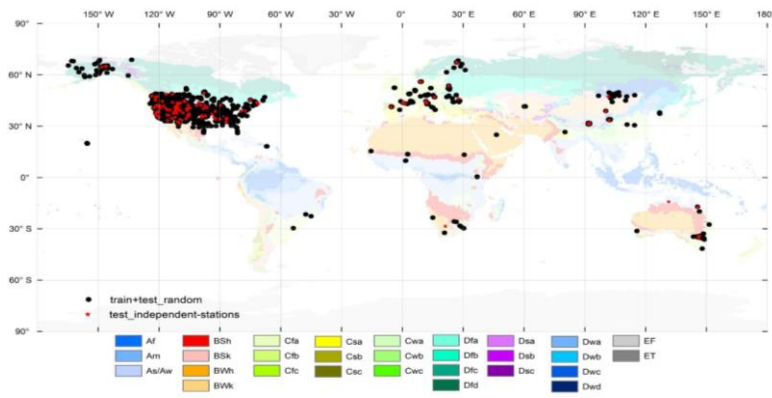 150° W 120° W 90° W 60° W 30° W 0° E 30° E 60° E 90° E 120° E 150° E
90°
60° N
30° N
0°
30° S
60° S
90°
train+test_random
test_independent-stations
Af BSh Cfa Csa Cwa Dfa Dsa Dwa EF
Am BSk Cfb Csb Cwb Dfb Dsb Dwb ET
As/Aw BWh Cfc Csc Cwc Dfc Dsc Dwc
BWk Dfd Dwd